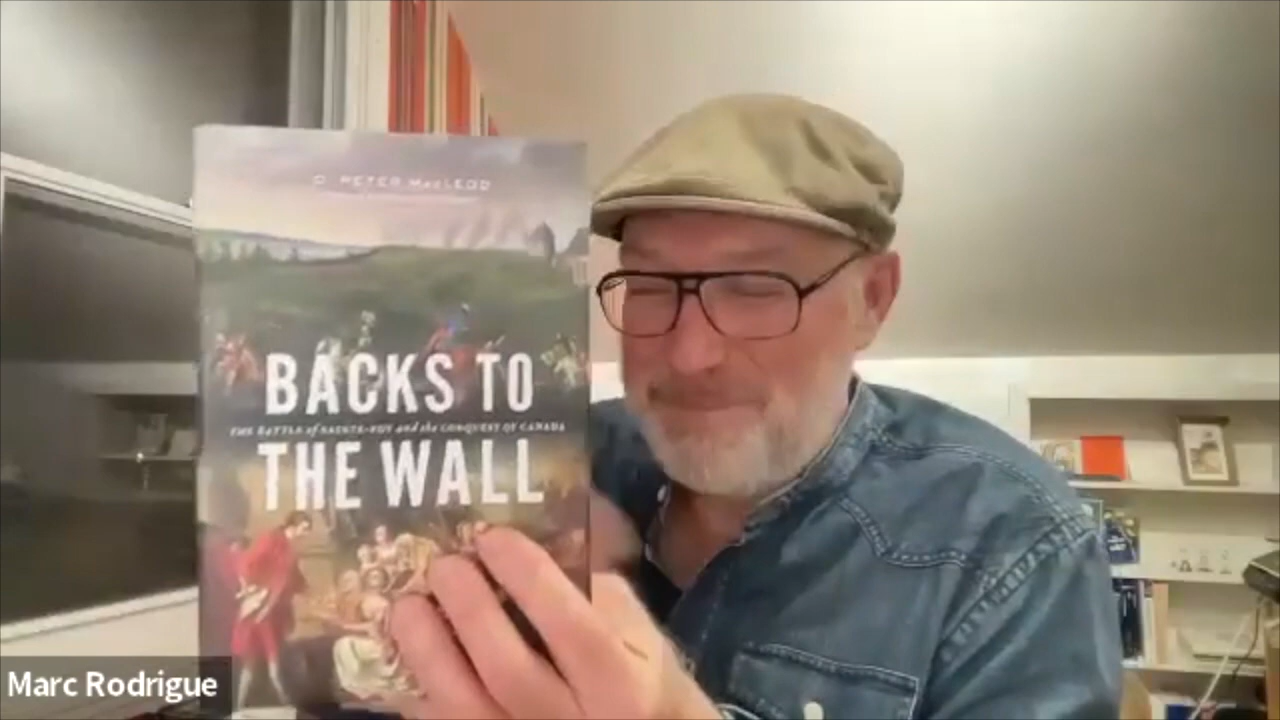 D. PETER MACLEOD
BACKS TO
THE BATTLE of SAINTE-FOY and the CONQUEST OF CANADA
THE WALL
Marc Rodrigue